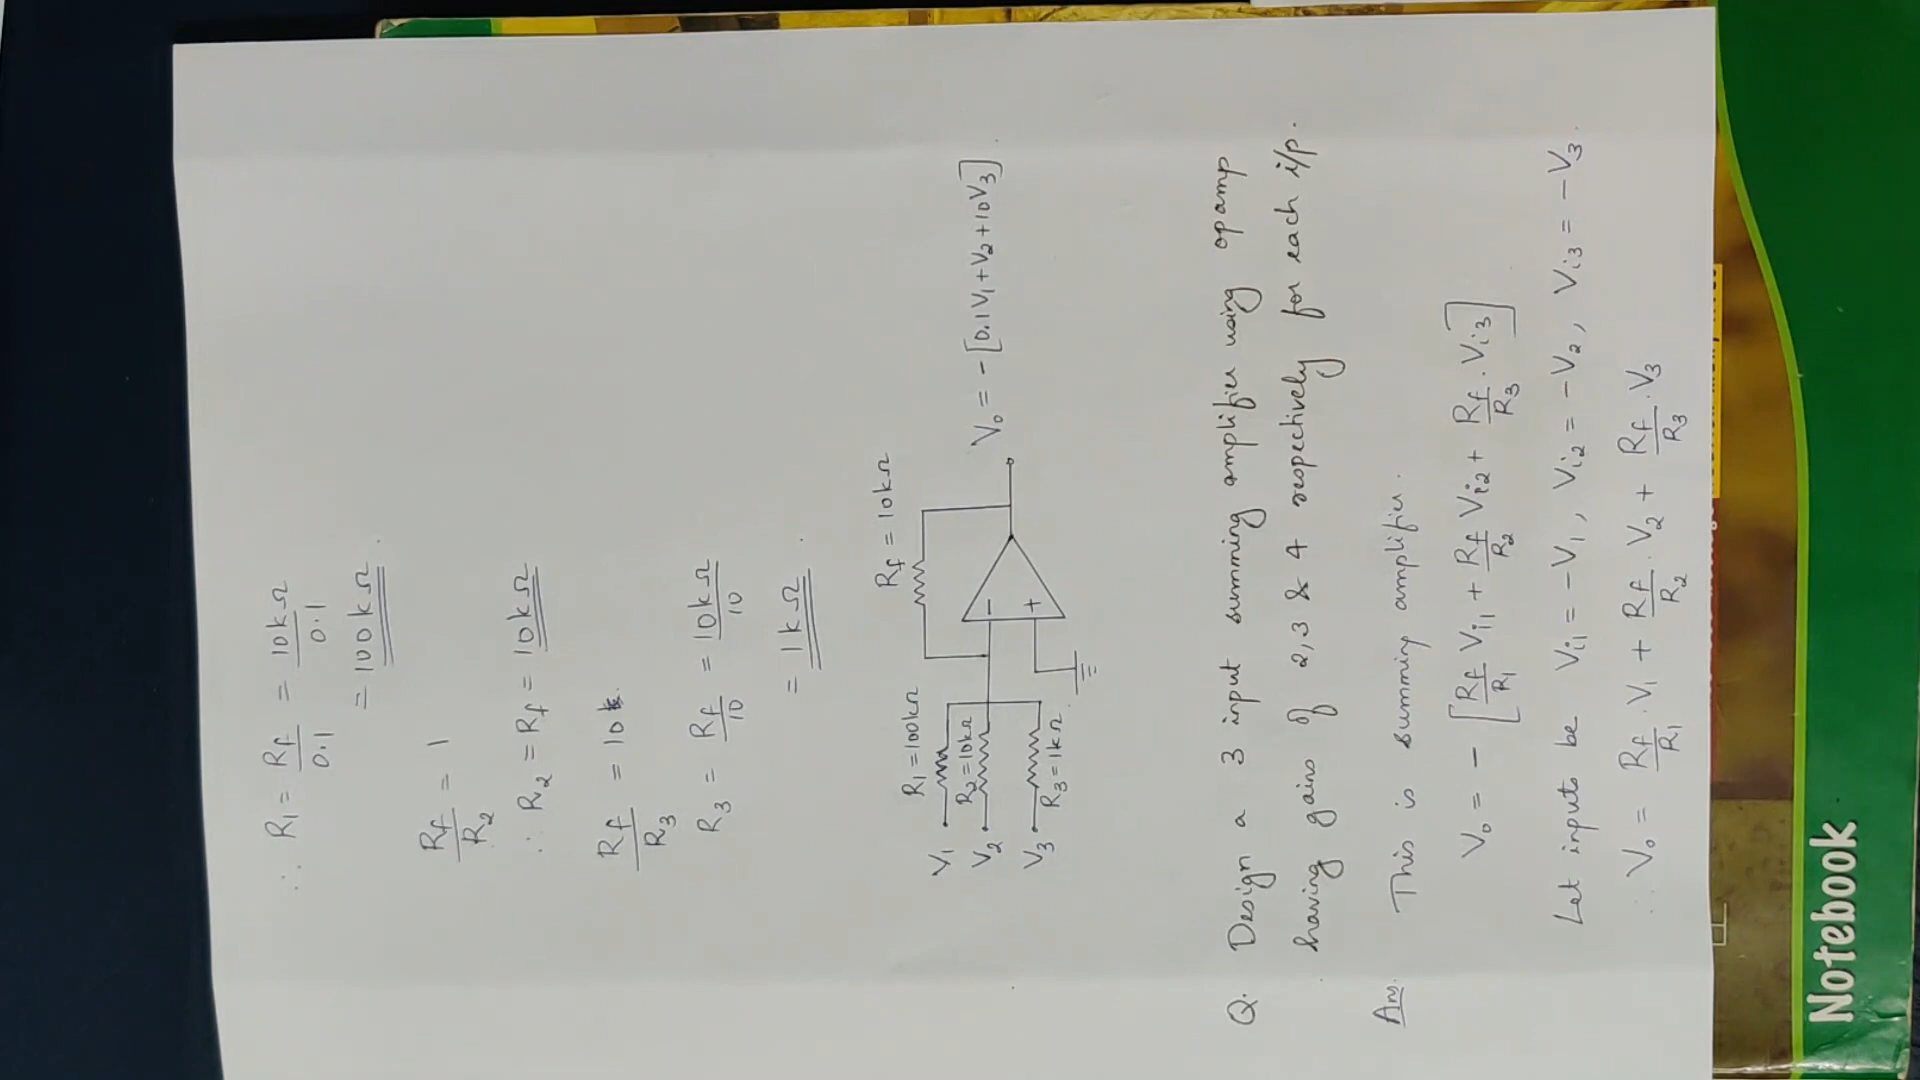 ∴ R1 = Rf/0.1 = 10kΩ/0.1
= 100kΩ.
Rf/R2 = 1
∴ R2 = Rf = 10kΩ
Rf/R3 = 10
R3 = Rf/10 = 10kΩ/10
= 1kΩ.
Rf = 10kΩ
V1 R1 = 100kΩ
V2 R2 = 10kΩ
V3 R3 = 1kΩ
-
+
Vo = -[0.1V1 + V2 + 10V3]
Q. Design a 3 input summing amplifier using opamp
having gains of 2,3 & 4 respectively for each i/p.
Ans. This is summing amplifier.
Vo = - [Rf/R1 Vi1 + Rf/R2 Vi2 + Rf/R3 . Vi3]
Let inputs be Vi1 = -V1, Vi2 = -V2, Vi3 = -V3.
∴ Vo = Rf/R1 . V1 + Rf/R2 . V2 + Rf/R3 . V3
Notebook